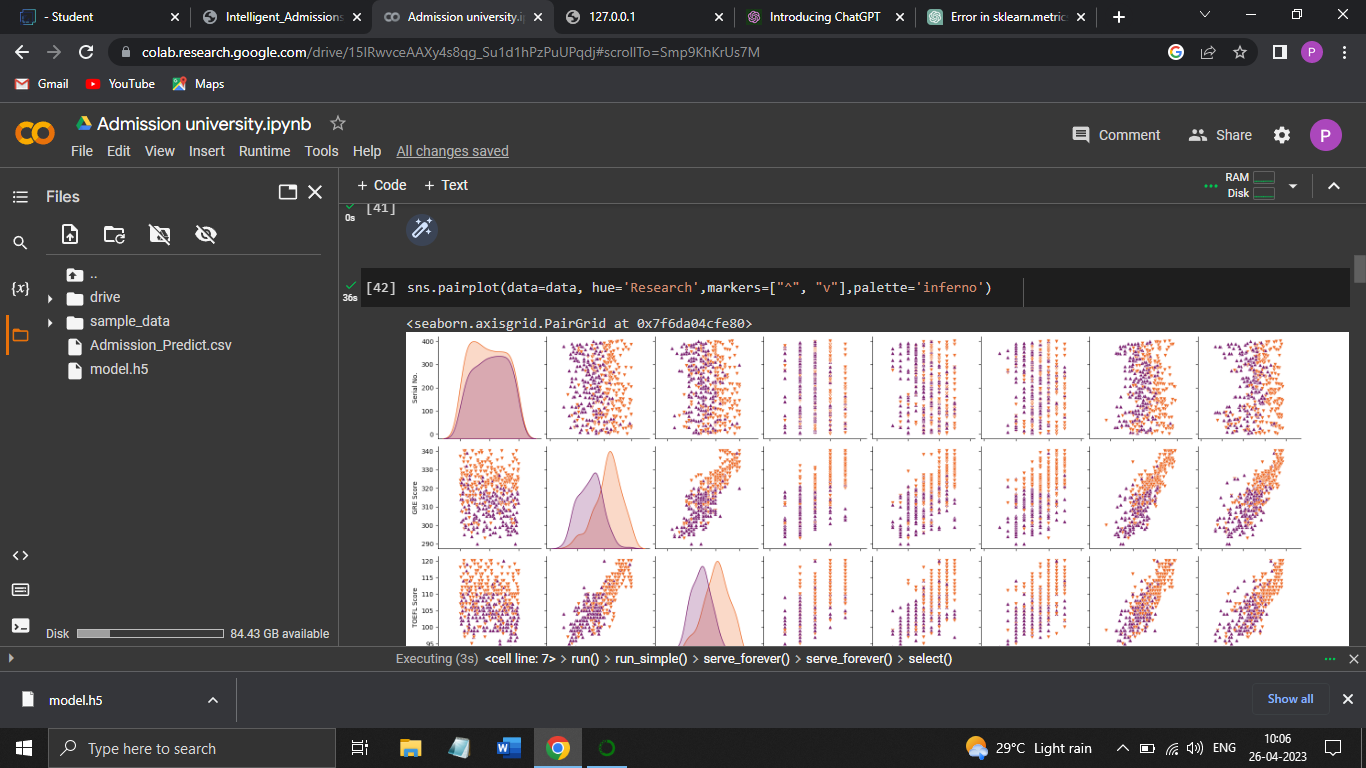 - Student
Intelligent_Admissions
Admission university.i
127.0.0.1
Introducing ChatGPT
Error in sklearn.metric
colab.research.google.com/drive/15IRwvceAAXy4s8qg_Su1d1hPzPuUPqdj#scrollTo=Smp9KhKrUs7M
P
Gmail
YouTube
Maps
Admission university.ipynb
Comment
Share
P
File Edit View Insert Runtime Tools Help All changes saved
Files
+ Code + Text
RAM
Disk
[41]
0s
{x}
..
drive
sample_data
Admission_Predict.csv
model.h5
[42] sns.pairplot(data=data, hue='Research',markers=["^", "v"],palette='inferno')
36s
<seaborn.axisgrid.PairGrid at 0x7f6da04cfe80>
Serial No.
400
300
200
100
0
GRE Score
340
330
320
310
300
290
TOEFL Score
120
115
110
105
100
95
Disk 84.43 GB available
Executing (3s) <cell line: 7> > run() > run_simple() > serve_forever() > serve_forever() > select()
model.h5
Show all
Type here to search
29°C Light rain
ENG
10:06
26-04-2023